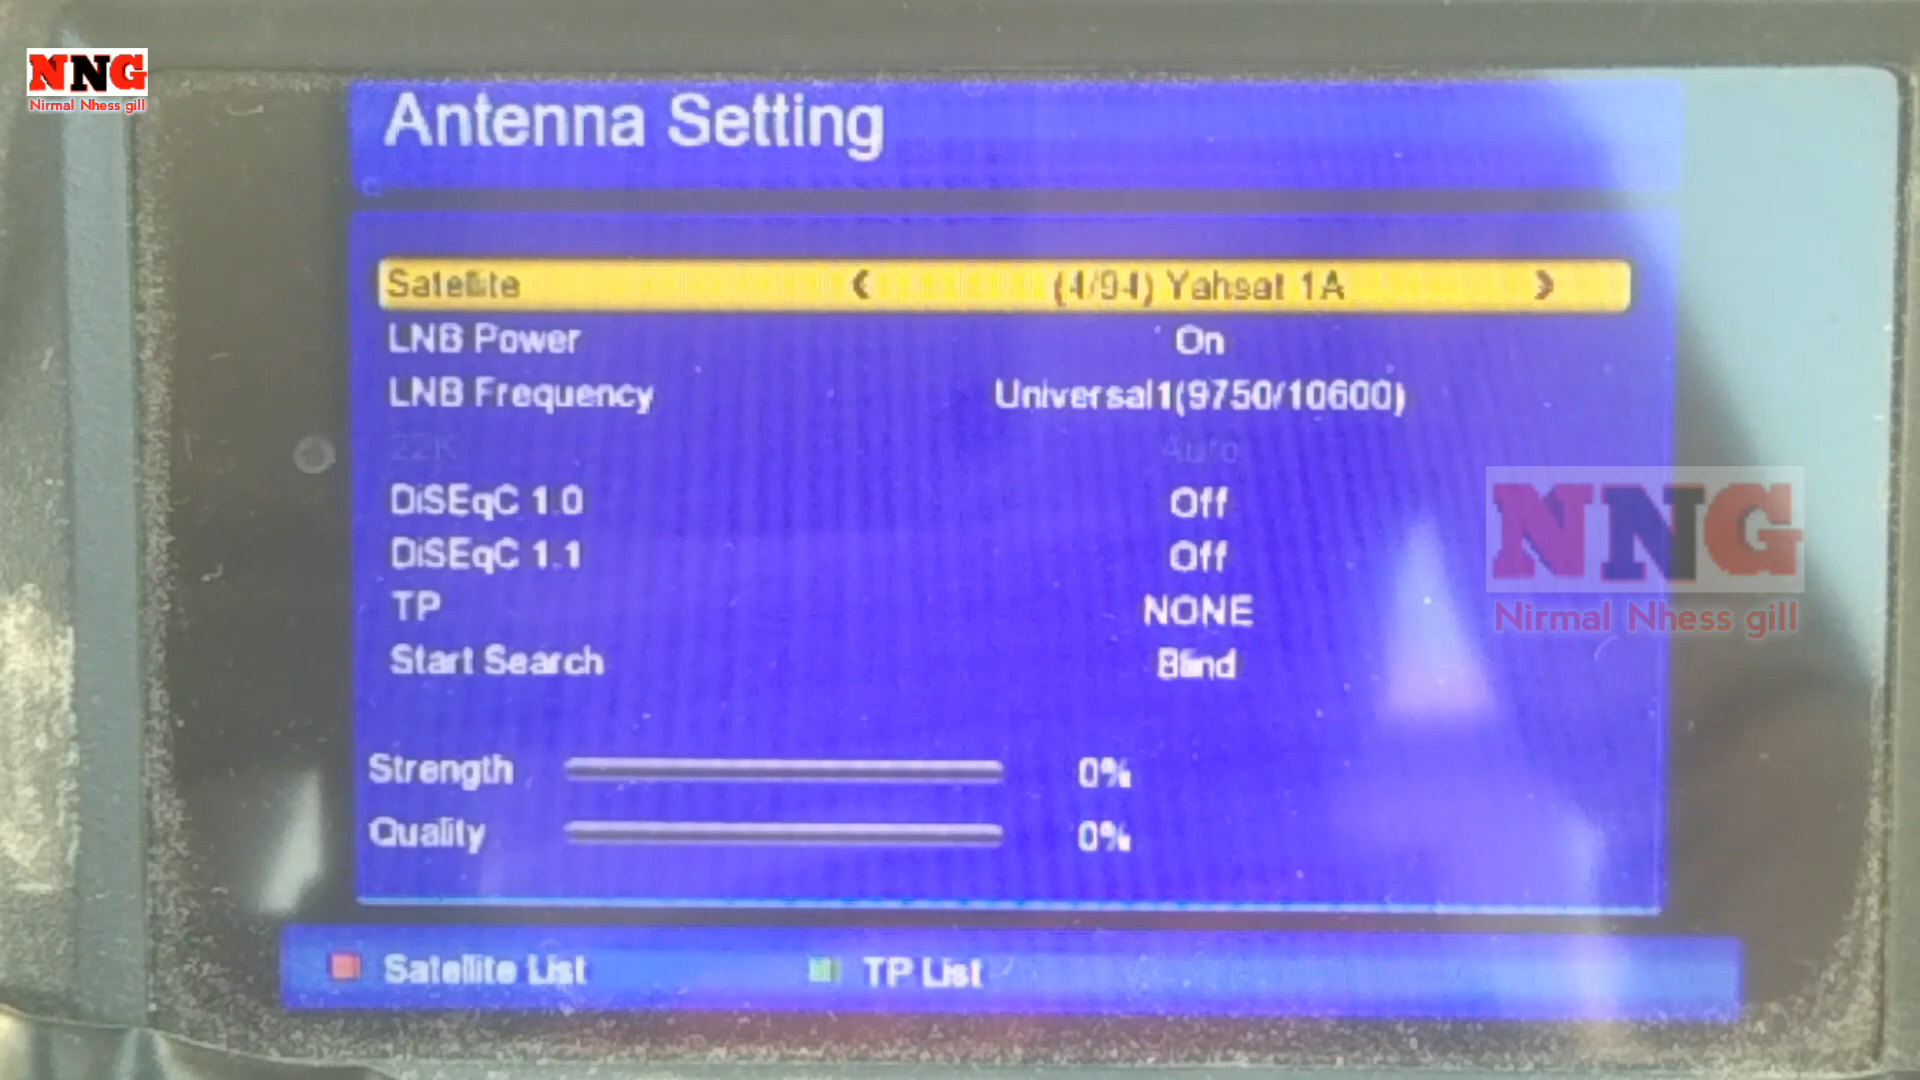 NNG
Nirmal Nhess gill
Antenna Setting
Satellite < (4/94) Yahsat 1A >
LNB Power On
LNB Frequency Universal1(9750/10600)
22K Auto
DiSEqC 1.0 Off
DiSEqC 1.1 Off
TP NONE
Start Search Blind
NNG
Nirmal Nhess gill
Strength 0%
Quality 0%
Satellite List TP List